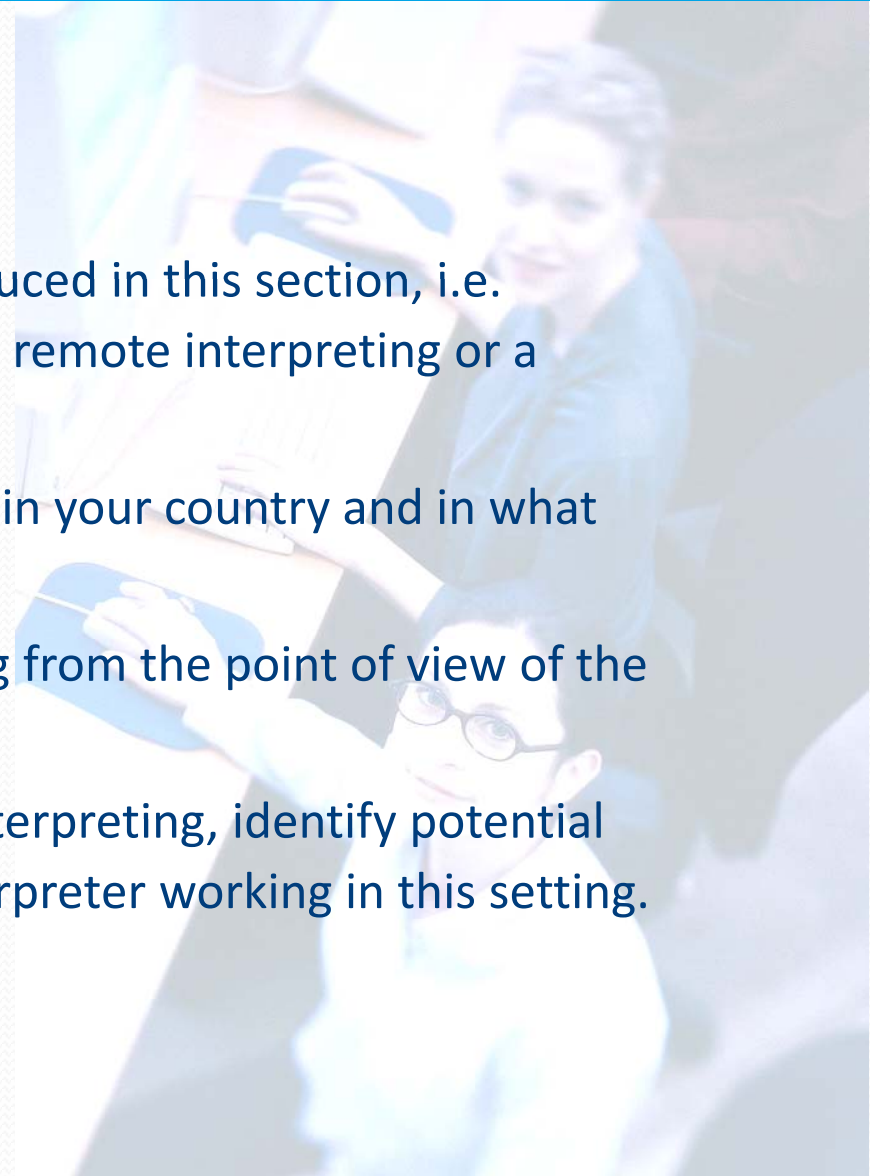 uced in this section, i.e.
remote interpreting or a
in your country and in what
g from the point of view of the
terpreting, identify potential
rpreter working in this setting.